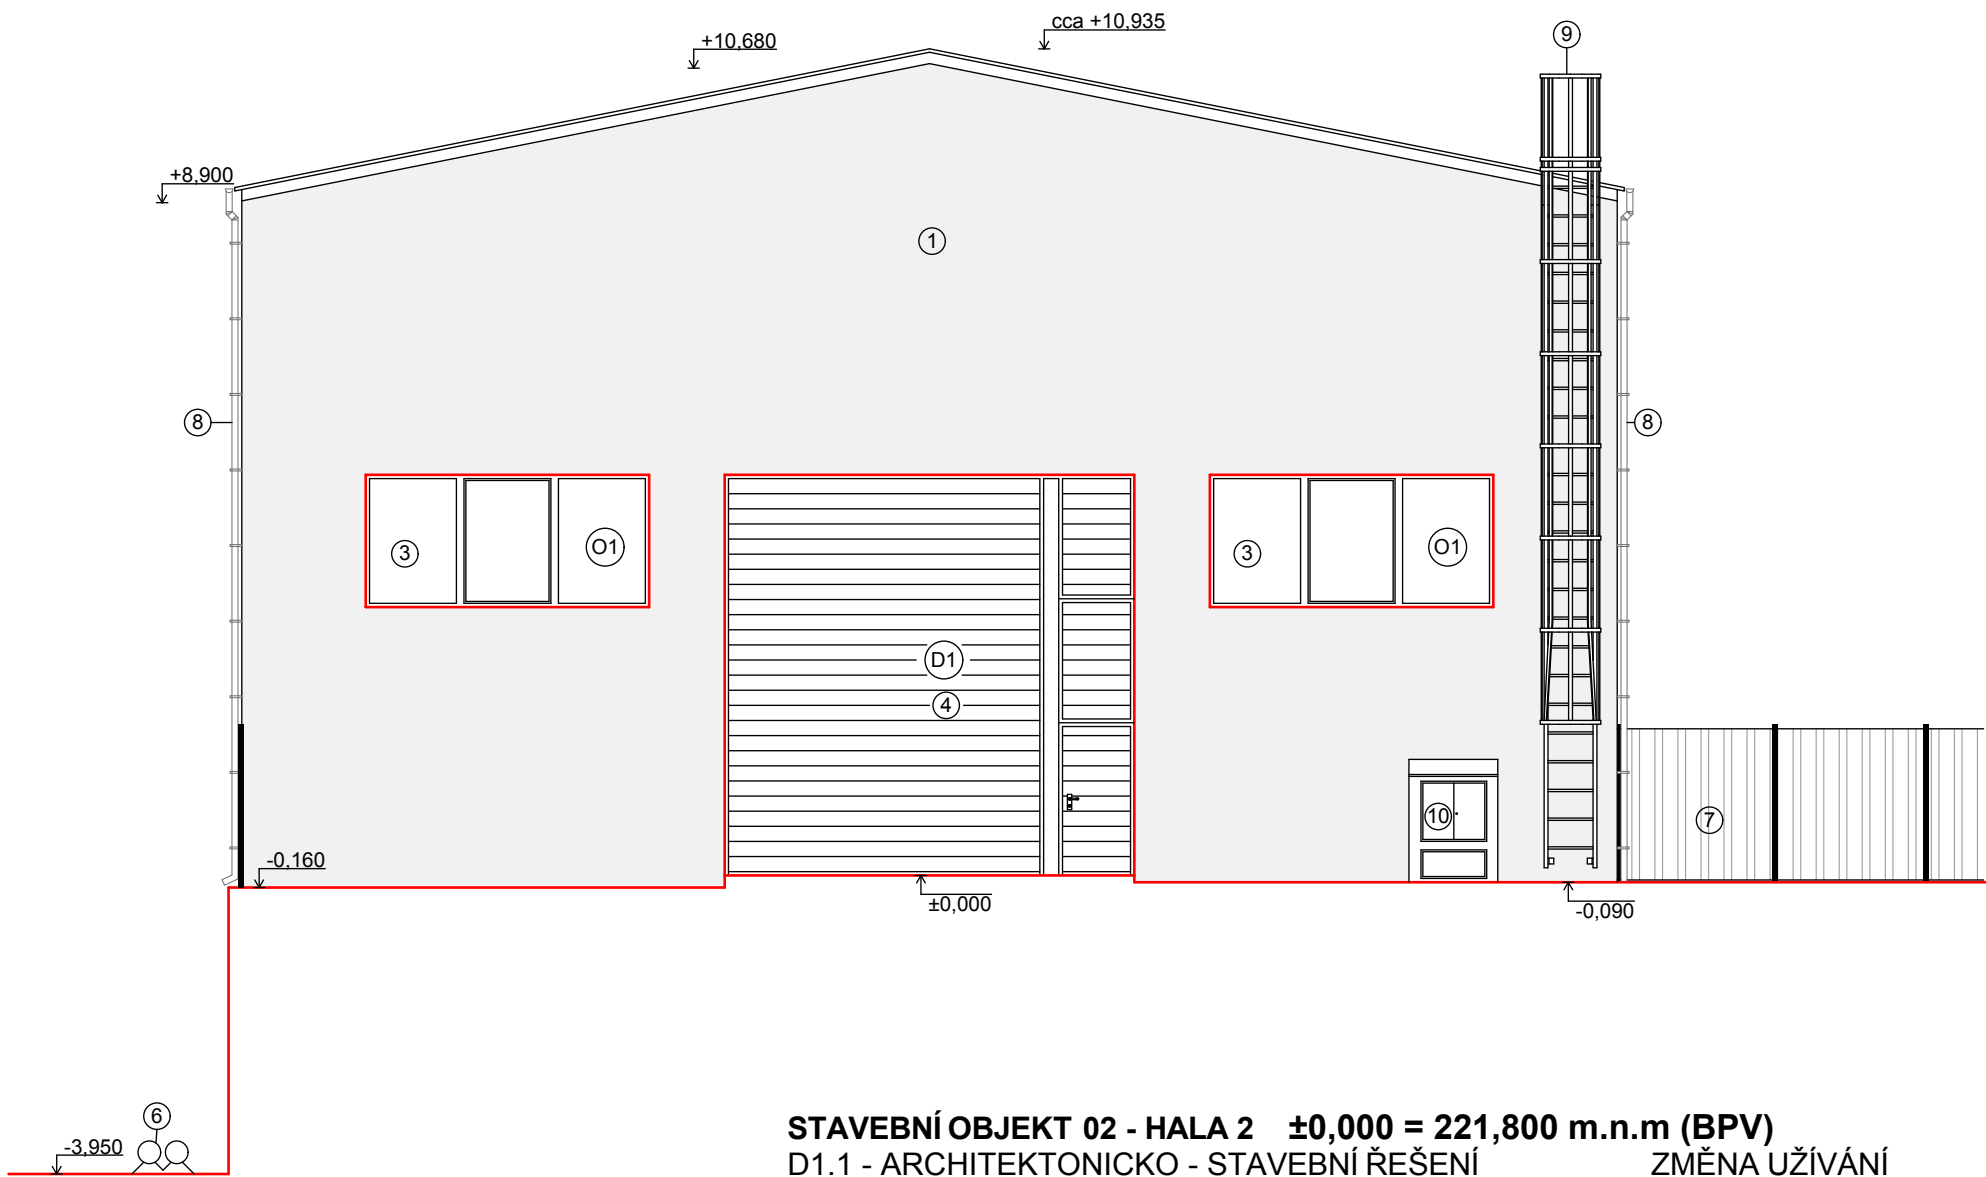 cca +10,935
9
+10,680
+8,900
1
8
8
3
O1
3
O1
D1
4
10
7
-0,160
±0,000
-0,090
6
-3,950
STAVEBNÍ OBJEKT 02 - HALA 2 ±0,000 = 221,800 m.n.m (BPV)
D1.1 - ARCHITEKTONICKO - STAVEBNÍ ŘEŠENÍ ZMĚNA UŽÍVÁNÍ